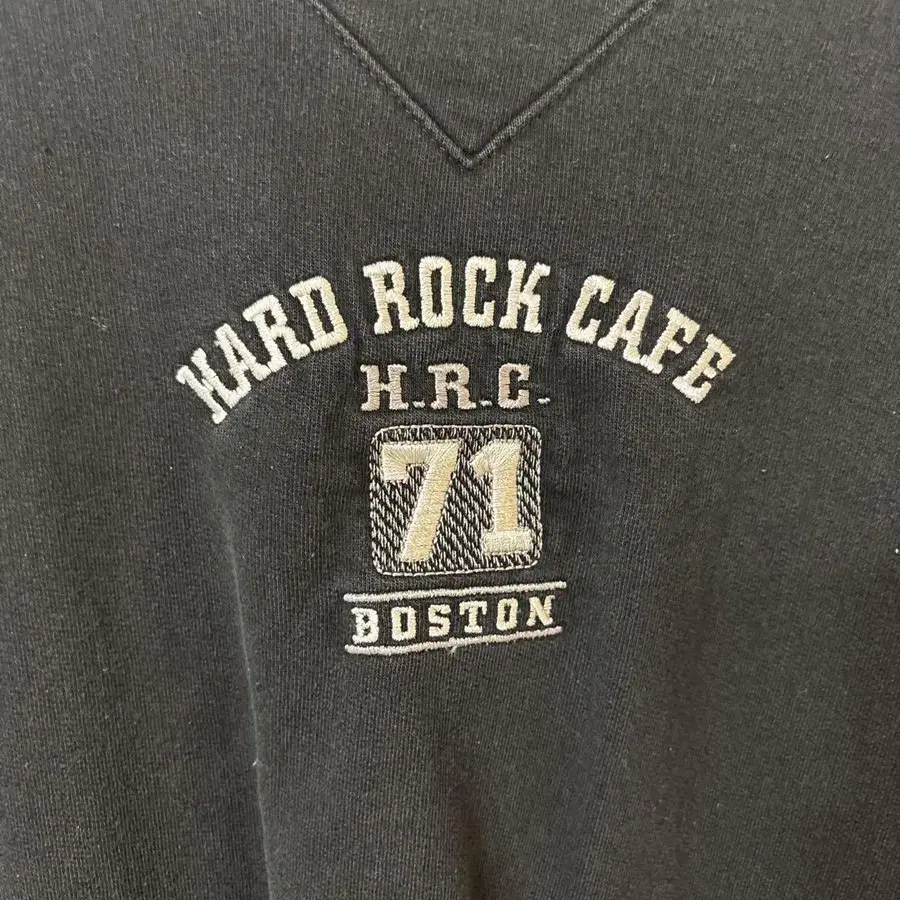 HARD ROCK CAFE
H.R.C.
71
BOSTON